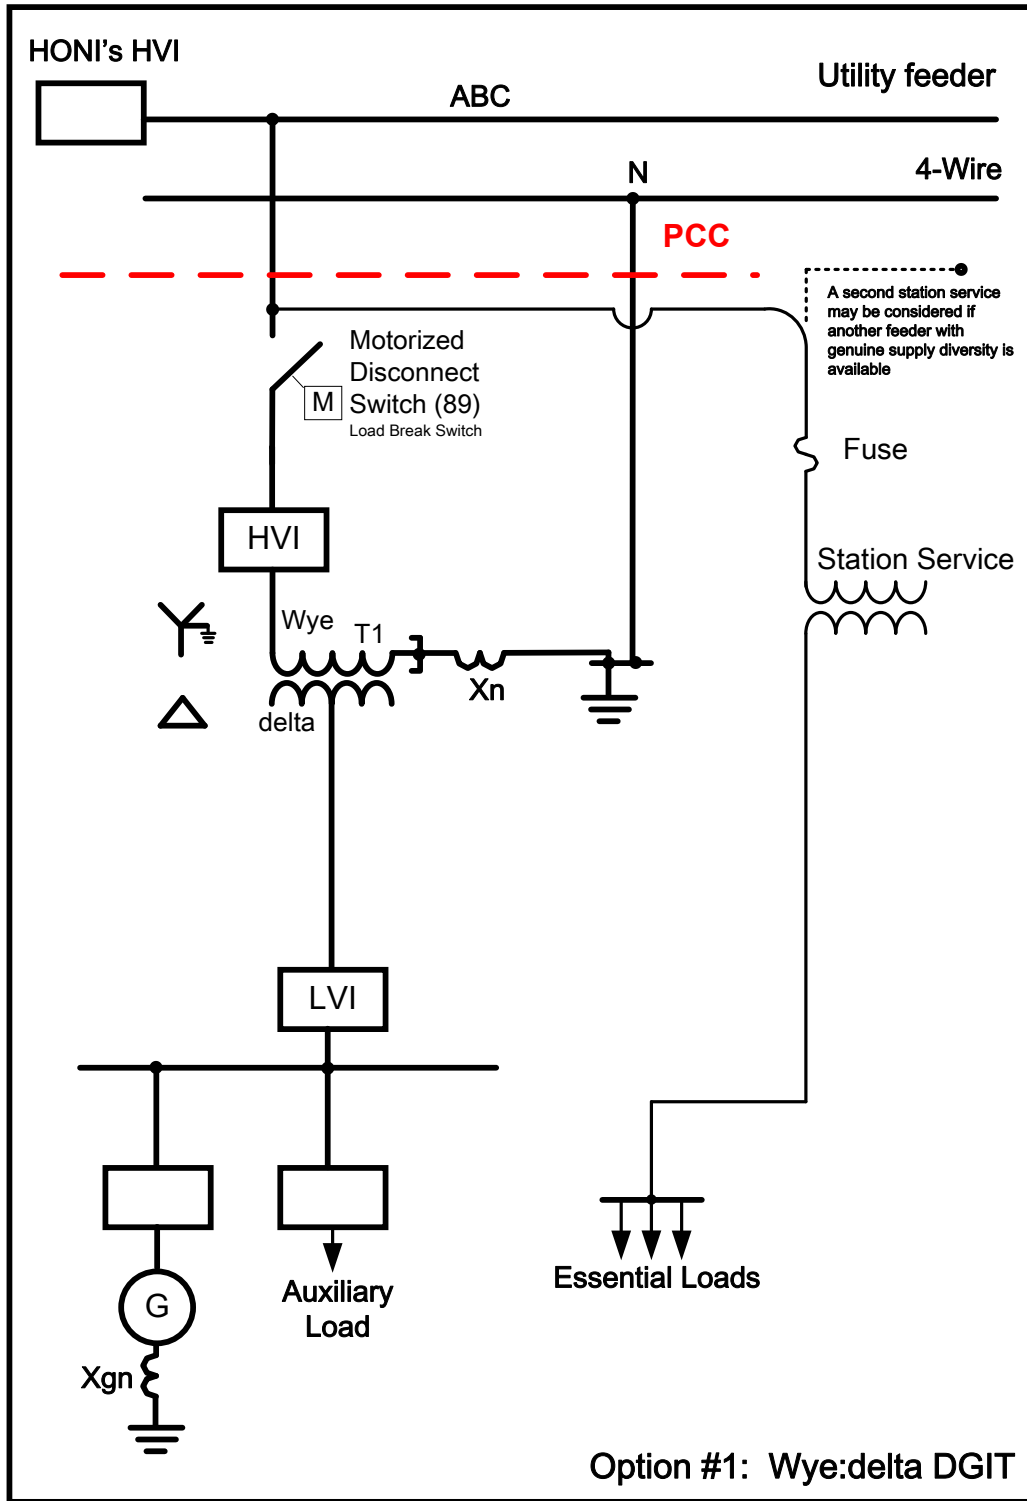 HONI's HVI
Utility feeder
ABC
4-Wire
N
PCC
A second station service
may be considered if
another feeder with
genuine supply diversity is
available
Motorized
Disconnect
Switch (89)
Load Break Switch
M
Fuse
HVI
Station Service
Wye
T1
Xn
delta
LVI
G
Auxiliary
Load
Essential Loads
Xgn
Option #1: Wye:delta DGIT